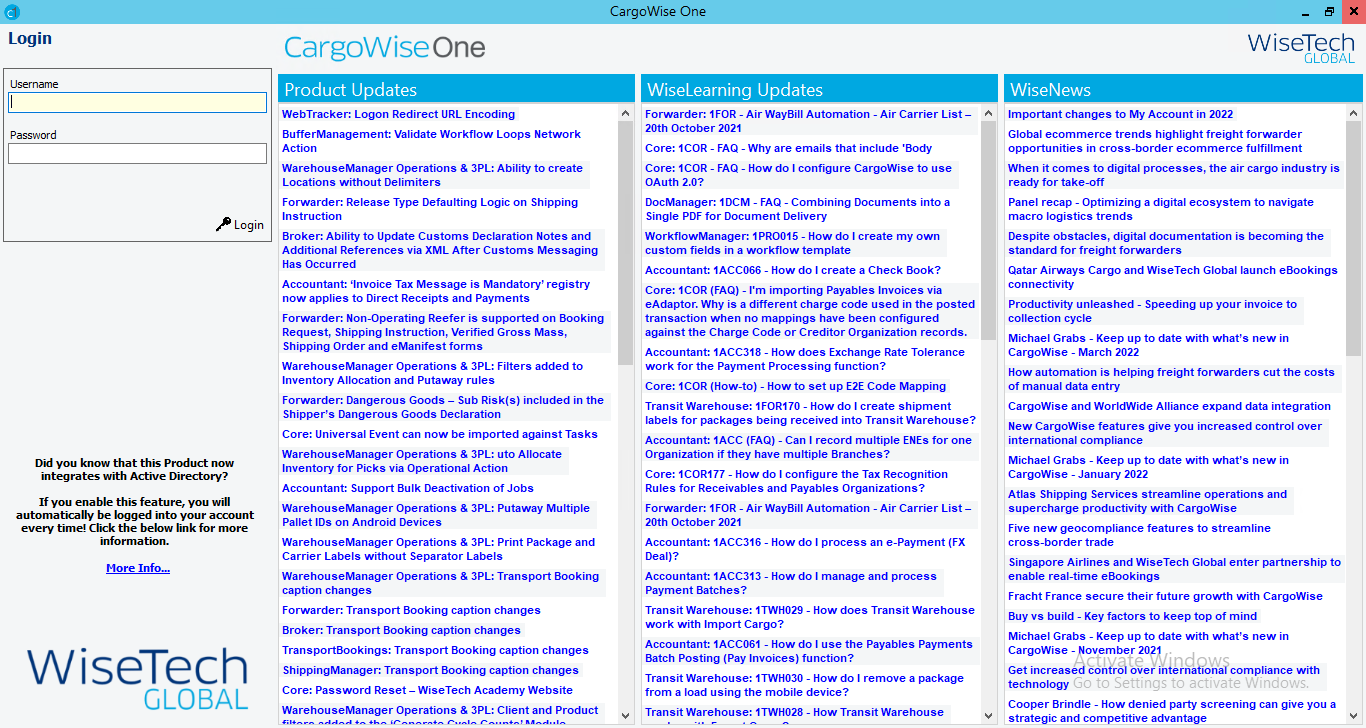 CargoWise One
Login
Username
Password
Login
Did you know that this Product now
integrates with Active Directory?
If you enable this feature, you will
automatically be logged into your account
every time! Click the below link for more
information.
More Info...
WiseTech
GLOBAL
CargoWiseOne
WiseTech
GLOBAL
Product Updates
WebTracker: Logon Redirect URL Encoding
BufferManagement: Validate Workflow Loops Network
Action
WarehouseManager Operations & 3PL: Ability to create
Locations without Delimiters
Forwarder: Release Type Defaulting Logic on Shipping
Instruction
Broker: Ability to Update Customs Declaration Notes and
Additional References via XML After Customs Messaging
Has Occurred
Accountant: ‘Invoice Tax Message is Mandatory’ registry
now applies to Direct Receipts and Payments
Forwarder: Non-Operating Reefer is supported on Booking
Request, Shipping Instruction, Verified Gross Mass,
Shipping Order and eManifest forms
WarehouseManager Operations & 3PL: Filters added to
Inventory Allocation and Putaway rules
Forwarder: Dangerous Goods – Sub Risk(s) included in the
Shipper’s Dangerous Goods Declaration
Core: Universal Event can now be imported against Tasks
WarehouseManager Operations & 3PL: uto Allocate
Inventory for Picks via Operational Action
Accountant: Support Bulk Deactivation of Jobs
WarehouseManager Operations & 3PL: Putaway Multiple
Pallet IDs on Android Devices
WarehouseManager Operations & 3PL: Print Package and
Carrier Labels without Separator Labels
WarehouseManager Operations & 3PL: Transport Booking
caption changes
Forwarder: Transport Booking caption changes
Broker: Transport Booking caption changes
TransportBookings: Transport Booking caption changes
ShippingManager: Transport Booking caption changes
Core: Password Reset – WiseTech Academy Website
WarehouseManager Operations & 3PL: Client and Product
filters added to the ‘Generate Cycle Counts’ Module
WiseLearning Updates
Forwarder: 1FOR - Air WayBill Automation - Air Carrier List –
20th October 2021
Core: 1COR - FAQ - Why are emails that include 'Body
Core: 1COR - FAQ - How do I configure CargoWise to use
OAuth 2.0?
DocManager: 1DCM - FAQ - Combining Documents into a
Single PDF for Document Delivery
WorkflowManager: 1PRO015 - How do I create my own
custom fields in a workflow template
Accountant: 1ACC066 - How do I create a Check Book?
Core: 1COR (FAQ) - I'm importing Payables Invoices via
eAdaptor. Why is a different charge code used in the posted
transaction when no mappings have been configured
against the Charge Code or Creditor Organization records.
Accountant: 1ACC318 - How does Exchange Rate Tolerance
work for the Payment Processing function?
Core: 1COR (How-to) - How to set up E2E Code Mapping
Transit Warehouse: 1FOR170 - How do I create shipment
labels for packages being received into Transit Warehouse?
Accountant: 1ACC (FAQ) - Can I record multiple ENEs for one
Organization if they have multiple Branches?
Core: 1COR177 - How do I configure the Tax Recognition
Rules for Receivables and Payables Organizations?
Forwarder: 1FOR - Air WayBill Automation - Air Carrier List –
20th October 2021
Accountant: 1ACC316 - How do I process an e-Payment (FX
Deal)?
Accountant: 1ACC313 - How do I manage and process
Payment Batches?
Transit Warehouse: 1TWH029 - How does Transit Warehouse
work with Import Cargo?
Accountant: 1ACC061 - How do I use the Payables Payments
Batch Posting (Pay Invoices) function?
Transit Warehouse: 1TWH030 - How do I remove a package
from a load using the mobile device?
Transit Warehouse: 1TWH028 - How Transit Warehouse
WiseNews
Important changes to My Account in 2022
Global ecommerce trends highlight freight forwarder
opportunities in cross-border ecommerce fulfillment
When it comes to digital processes, the air cargo industry is
ready for take-off
Panel recap - Optimizing a digital ecosystem to navigate
macro logistics trends
Despite obstacles, digital documentation is becoming the
standard for freight forwarders
Qatar Airways Cargo and WiseTech Global launch eBookings
connectivity
Productivity unleashed - Speeding up your invoice to
collection cycle
Michael Grabs - Keep up to date with what's new in
CargoWise - March 2022
How automation is helping freight forwarders cut the costs
of manual data entry
CargoWise and WorldWide Alliance expand data integration
New CargoWise features give you increased control over
international compliance
Michael Grabs - Keep up to date with what's new in
CargoWise - January 2022
Atlas Shipping Services streamline operations and
supercharge productivity with CargoWise
Five new geocompliance features to streamline
cross-border trade
Singapore Airlines and WiseTech Global enter partnership to
enable real-time eBookings
Fracht France secure their future growth with CargoWise
Buy vs build - Key factors to keep top of mind
Michael Grabs - Keep up to date with what's new in
CargoWise - November 2021
Get increased control over international compliance with
technology
Cooper Brindle - How denied party screening can give you a
strategic and competitive advantage
Activate Windows
Go to Settings to activate Windows.